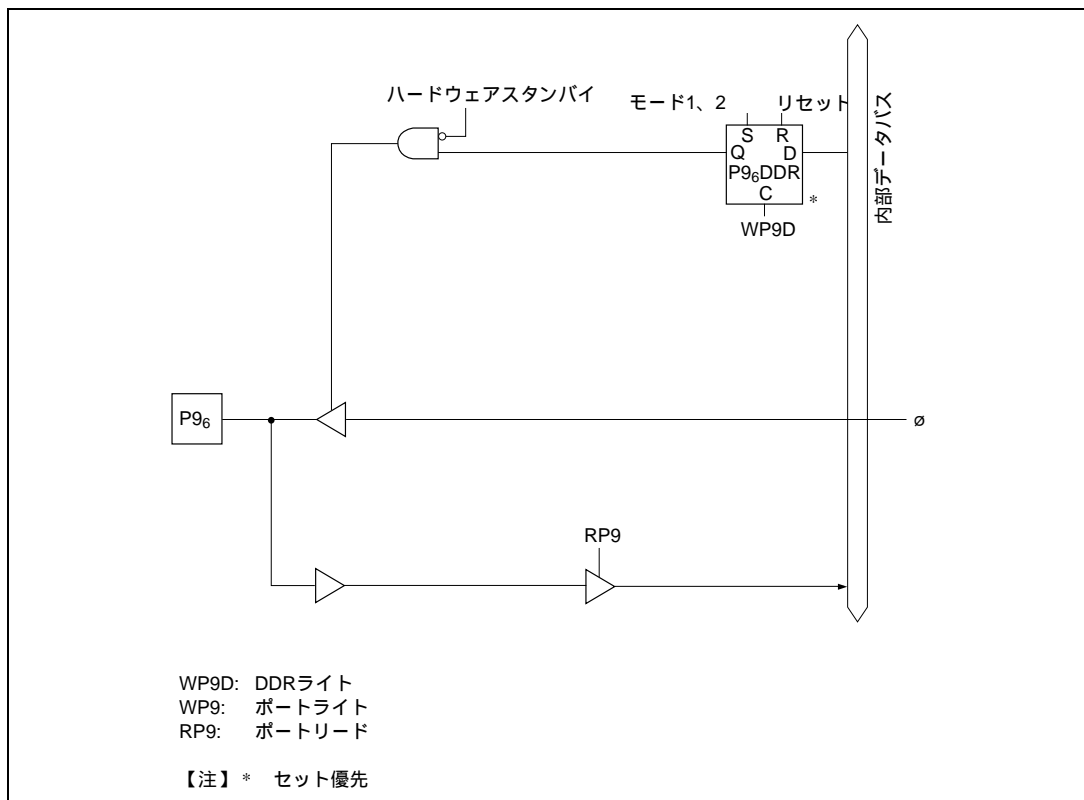 ハードウェアスタンバイ
モード1、2 リセット
S R
Q D
P9₆DDR
C
*
WP9D
内部データバス
P9₆
ø
RP9
WP9D: DDRライト
WP9: ポートライト
RP9: ポートリード
【注】* セット優先